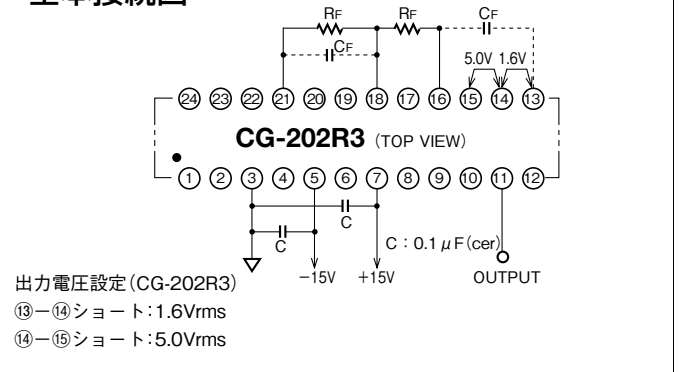 基本接続図
RF RF CF
CF
5.0V 1.6V
24 23 22 21 20 19 18 17 16 15 14 13
CG-202R3 (TOP VIEW)
1 2 3 4 5 6 7 8 9 10 11 12
C
C
C：0.1μF(cer)
−15V +15V OUTPUT
出力電圧設定(CG-202R3)
⑬−⑭ショート：1.6Vrms
⑭−⑮ショート：5.0Vrms